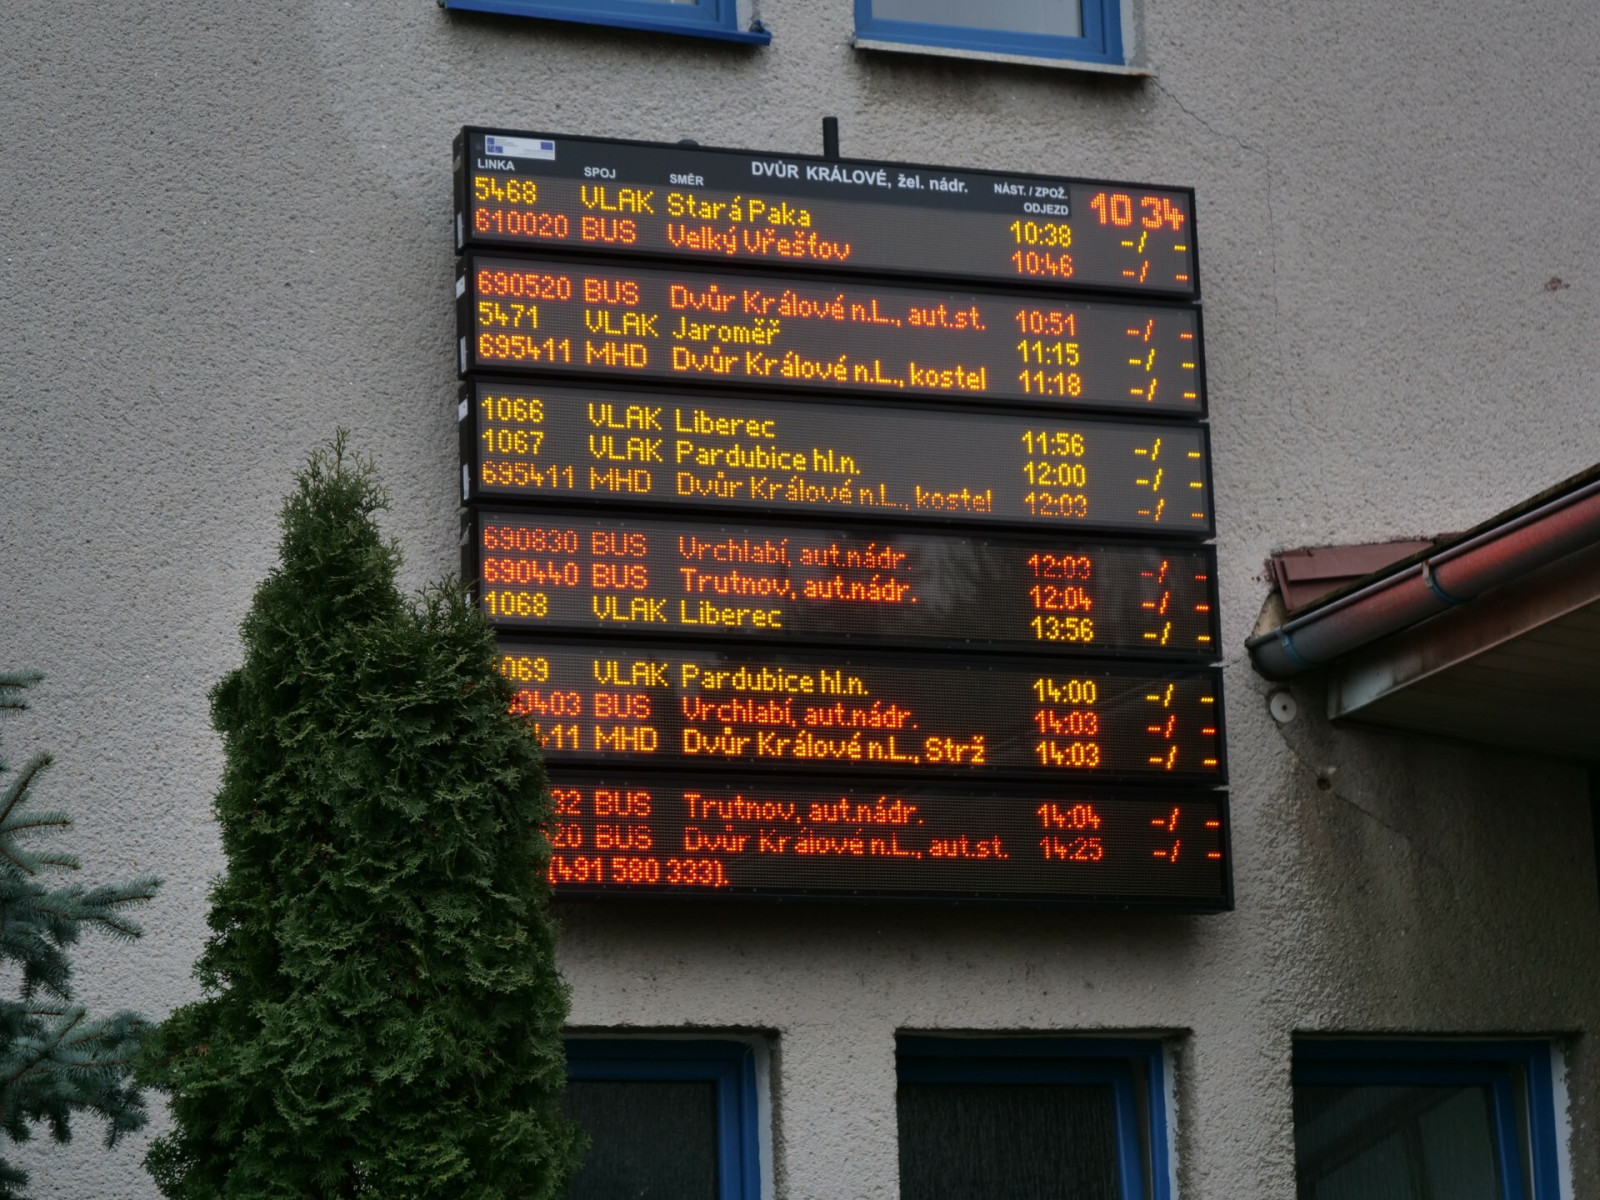 DVŮR KRÁLOVÉ, žel. nádr.
LINKA SPOJ SMĚR NÁST. / ZPOŽ.
ODJEZD
10 34
5468 VLAK Stará Paka 10:38 -/ -
610020 BUS Velký Vřešťov 10:46 -/ -
690520 BUS Dvůr Králové n.L., aut.st. 10:51 -/ -
5471 VLAK Jaroměř 11:15 -/ -
695411 MHD Dvůr Králové n.L., kostel 11:18 -/ -
1066 VLAK Liberec 11:56 -/ -
1067 VLAK Pardubice hl.n. 12:00 -/ -
695411 MHD Dvůr Králové n.L., kostel 12:03 -/ -
690830 BUS Vrchlabí, aut.nádr. 12:03 -/ -
690440 BUS Trutnov, aut.nádr. 12:04 -/ -
1068 VLAK Liberec 13:56 -/ -
069 VLAK Pardubice hl.n. 14:00 -/ -
403 BUS Vrchlabí, aut.nádr. 14:03 -/ -
411 MHD Dvůr Králové n.L., Strž 14:03 -/ -
92 BUS Trutnov, aut.nádr. 14:04 -/ -
20 BUS Dvůr Králové n.L., aut.st. 14:25 -/ -
(491 580 333).